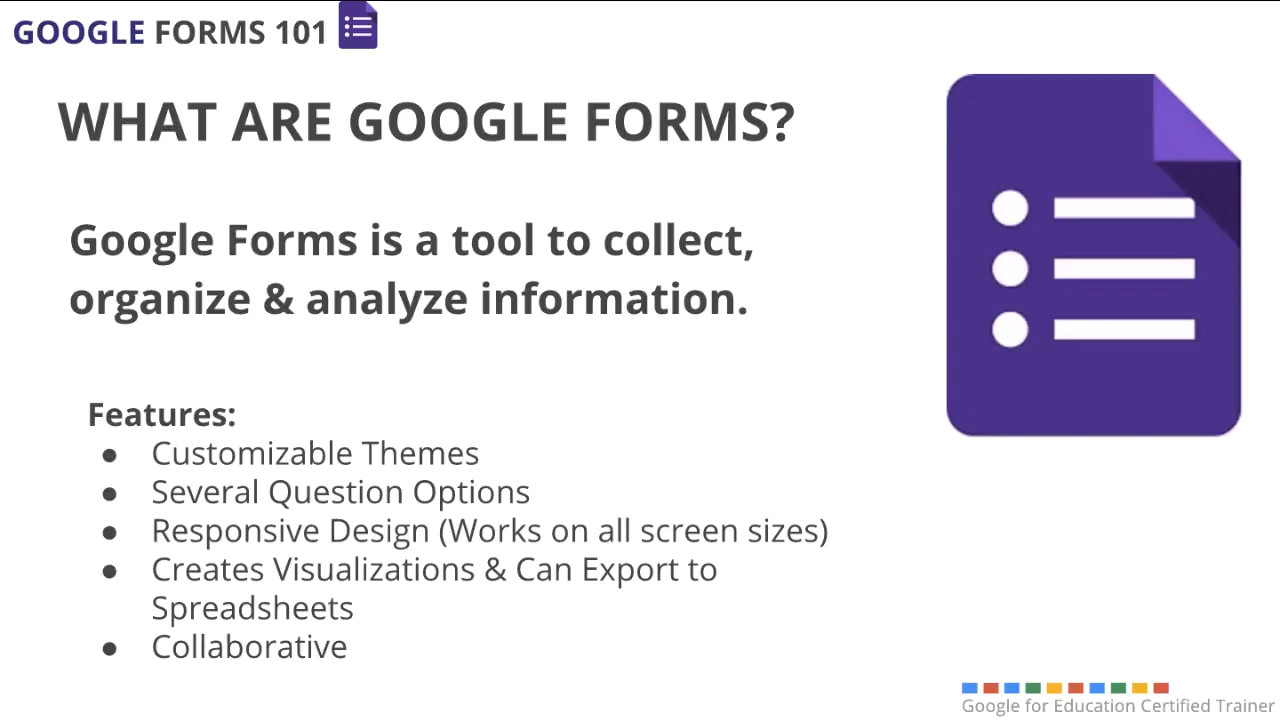 GOOGLE FORMS 101
WHAT ARE GOOGLE FORMS?
Google Forms is a tool to collect,
organize & analyze information.
Features:
● Customizable Themes
● Several Question Options
● Responsive Design (Works on all screen sizes)
● Creates Visualizations & Can Export to
Spreadsheets
● Collaborative
Google for Education Certified Trainer